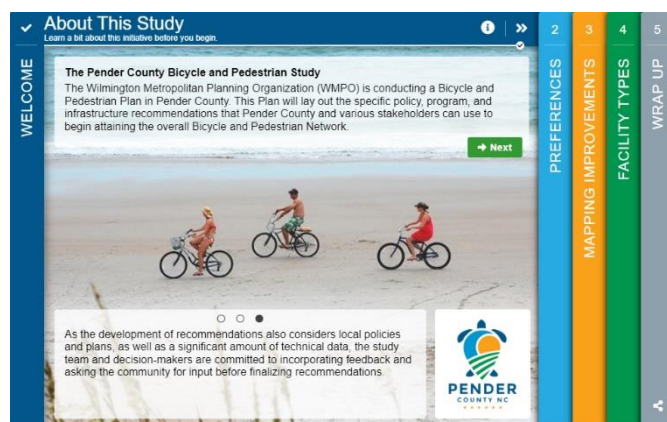 About This Study
Learn a bit about this initiative before you begin.
WELCOME
The Pender County Bicycle and Pedestrian Study
The Wilmington Metropolitan Planning Organization (WMPO) is conducting a Bicycle and
Pedestrian Plan in Pender County. This Plan will lay out the specific policy, program, and
infrastructure recommendations that Pender County and various stakeholders can use to
begin attaining the overall Bicycle and Pedestrian Network.
Next
As the development of recommendations also considers local policies
and plans, as well as a significant amount of technical data, the study
team and decision-makers are committed to incorporating feedback and
asking the community for input before finalizing recommendations.
PENDER
COUNTY NC
2
PREFERENCES
3
MAPPING IMPROVEMENTS
4
FACILITY TYPES
5
WRAP UP